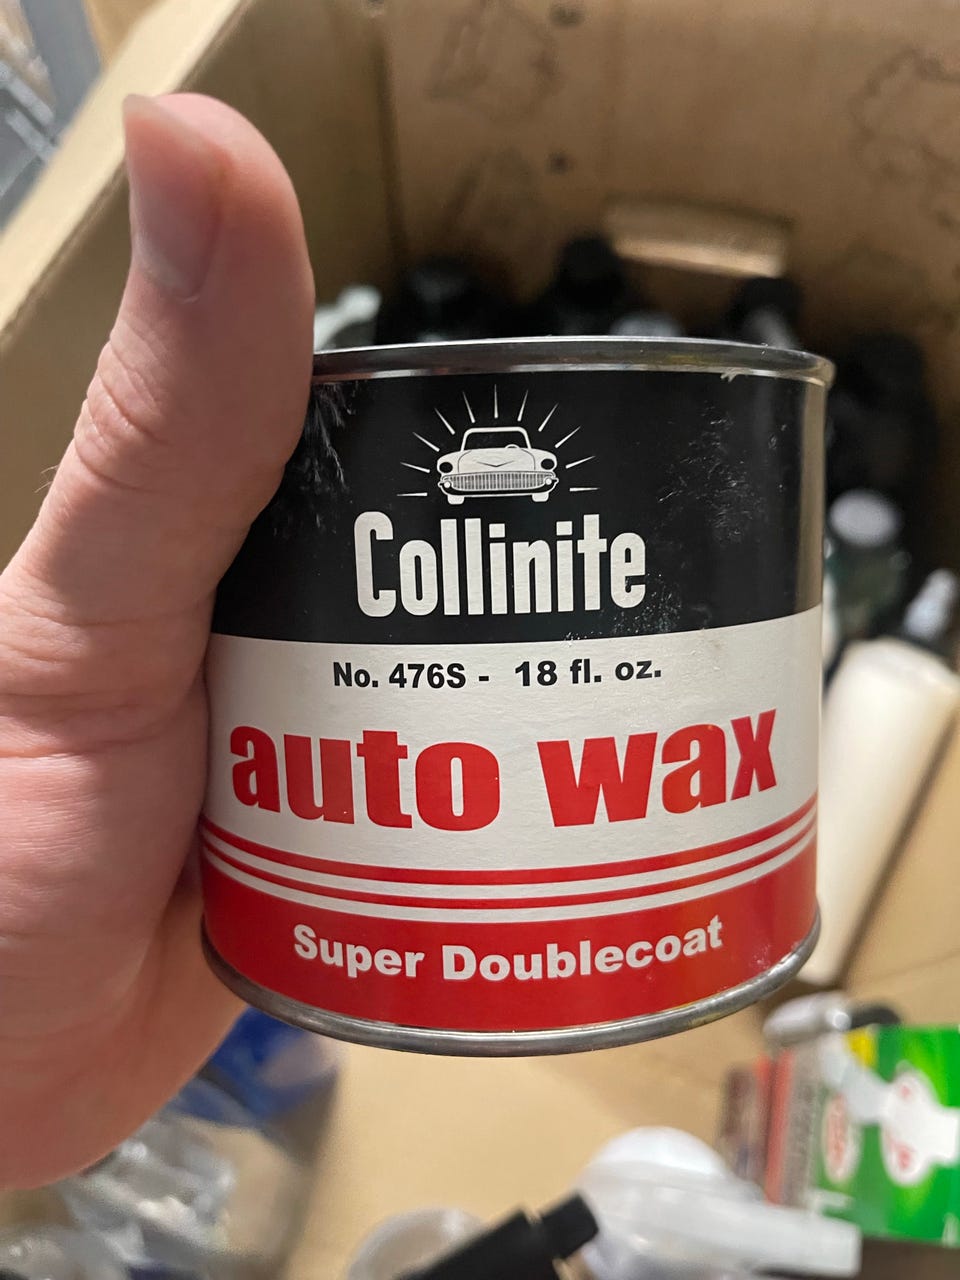 Collinite
No. 476S - 18 fl. oz.
auto wax
Super Doublecoat